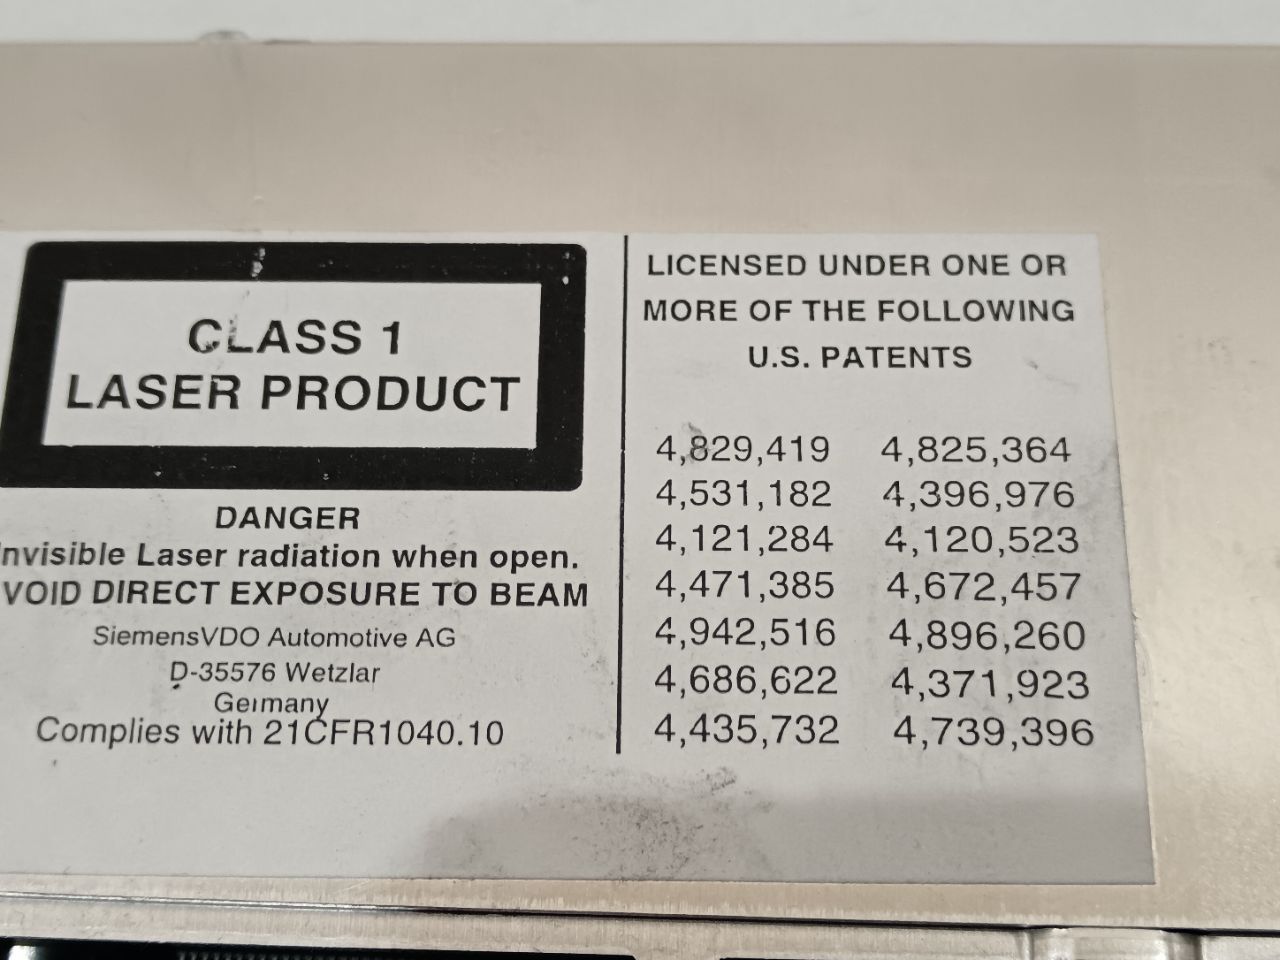 CLASS 1
LASER PRODUCT
DANGER
nvisible Laser radiation when open.
VOID DIRECT EXPOSURE TO BEAM
SiemensVDO Automotive AG
D-35576 Wetzlar
Germany
Complies with 21CFR1040.10
LICENSED UNDER ONE OR
MORE OF THE FOLLOWING
U.S. PATENTS
4,829,419 4,825,364
4,531,182 4,396,976
4,121,284 4,120,523
4,471,385 4,672,457
4,942,516 4,896,260
4,686,622 4,371,923
4,435,732 4,739,396